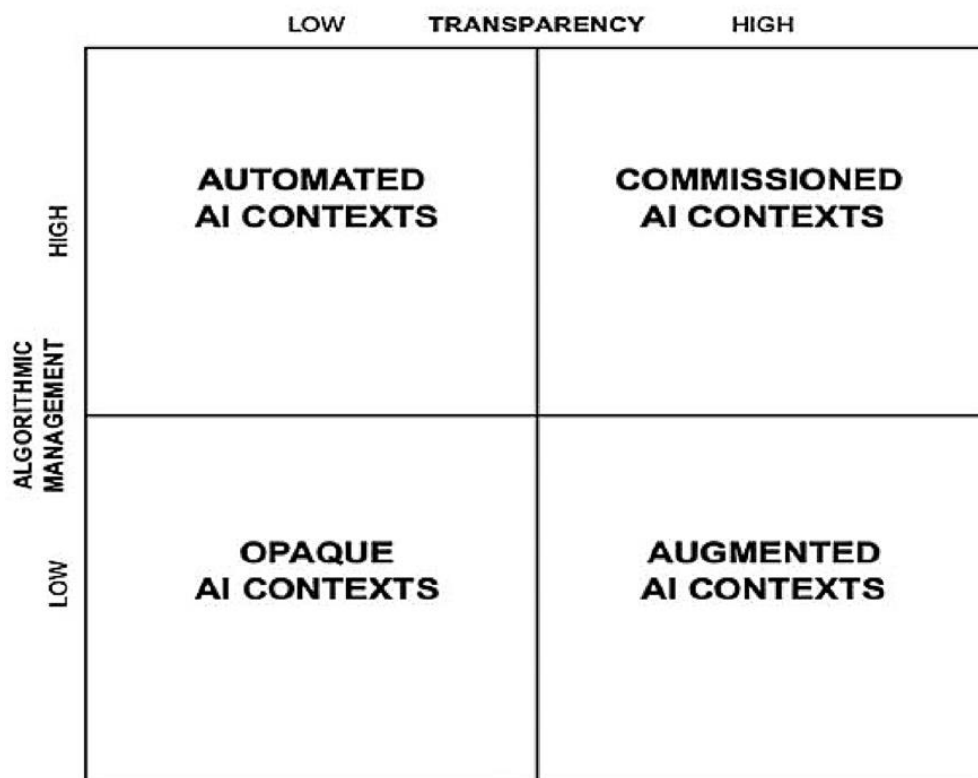 LOW TRANSPARENCY HIGH
AUTOMATED
AI CONTEXTS
COMMISSIONED
AI CONTEXTS
HIGH
ALGORITHMIC
MANAGEMENT
LOW
OPAQUE
AI CONTEXTS
AUGMENTED
AI CONTEXTS